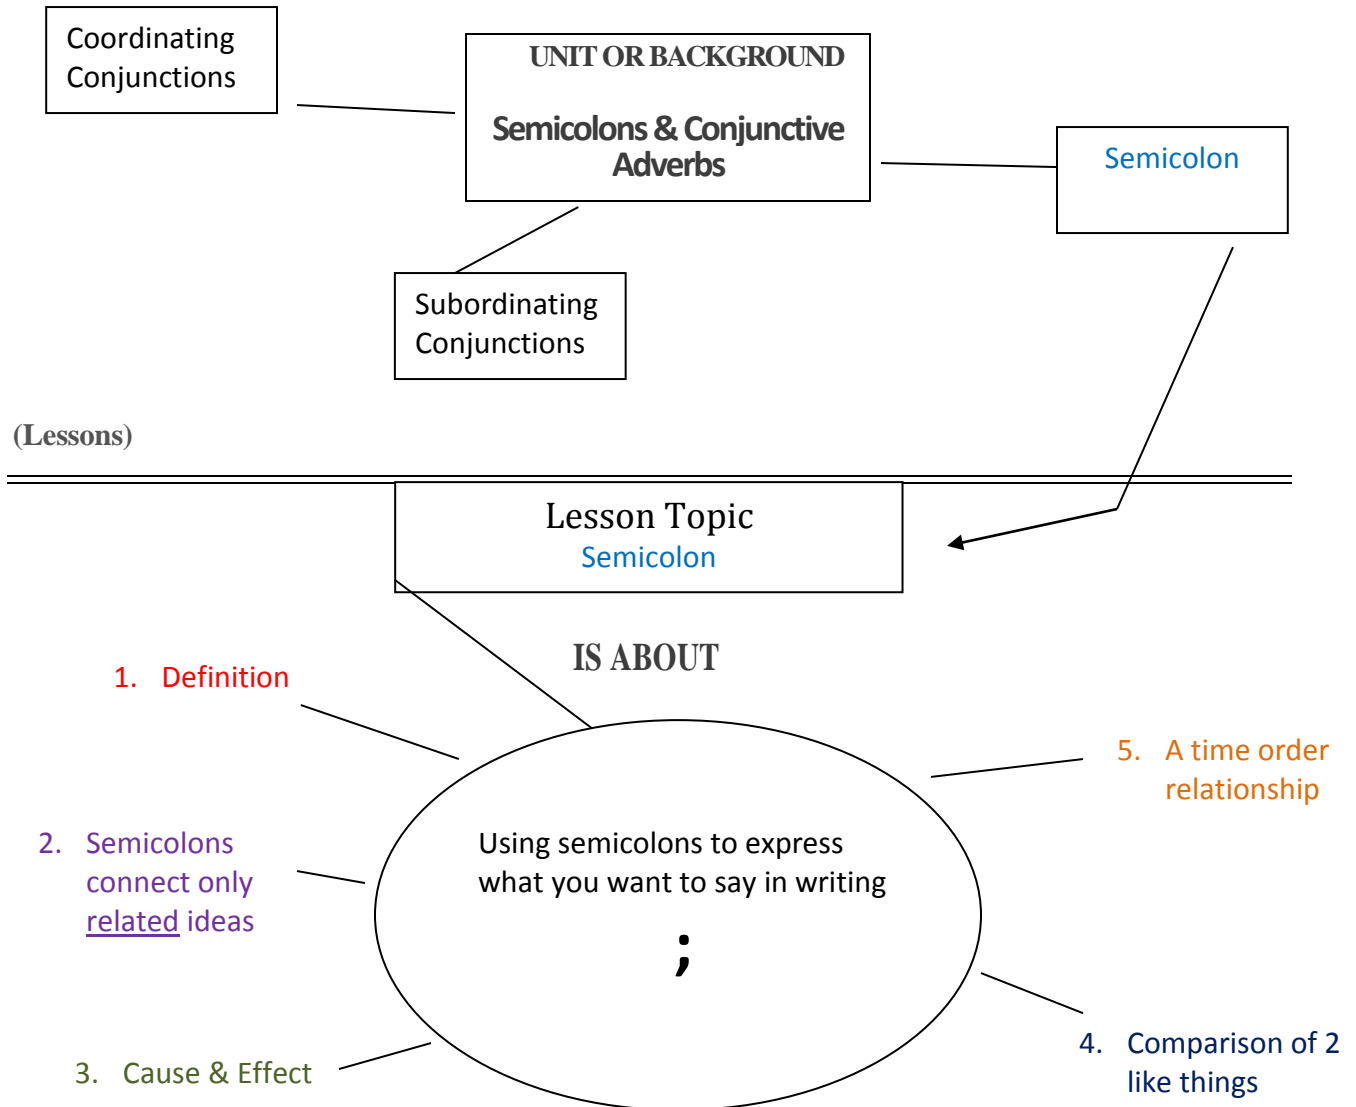 Coordinating
Conjunctions
UNIT OR BACKGROUND
Semicolons & Conjunctive
Adverbs
Semicolon
Subordinating
Conjunctions
(Lessons)
Lesson Topic
Semicolon
IS ABOUT
1. Definition
2. Semicolons
connect only
related ideas
3. Cause & Effect
Using semicolons to express
what you want to say in writing
;
5. A time order
relationship
4. Comparison of 2
like things